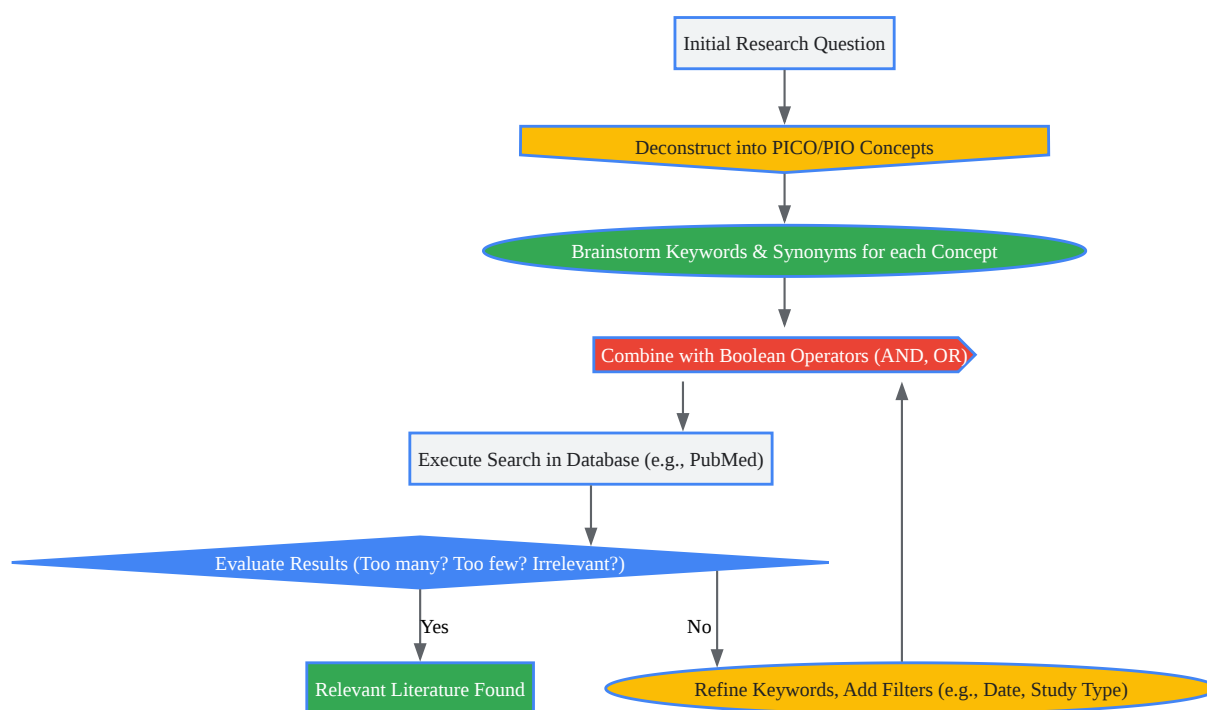 Initial Research Question
Deconstruct into PICO/PIO Concepts
Brainstorm Keywords & Synonyms for each Concept
Combine with Boolean Operators (AND, OR)
Execute Search in Database (e.g., PubMed)
Evaluate Results (Too many? Too few? Irrelevant?)
Yes
No
Relevant Literature Found
Refine Keywords, Add Filters (e.g., Date, Study Type)